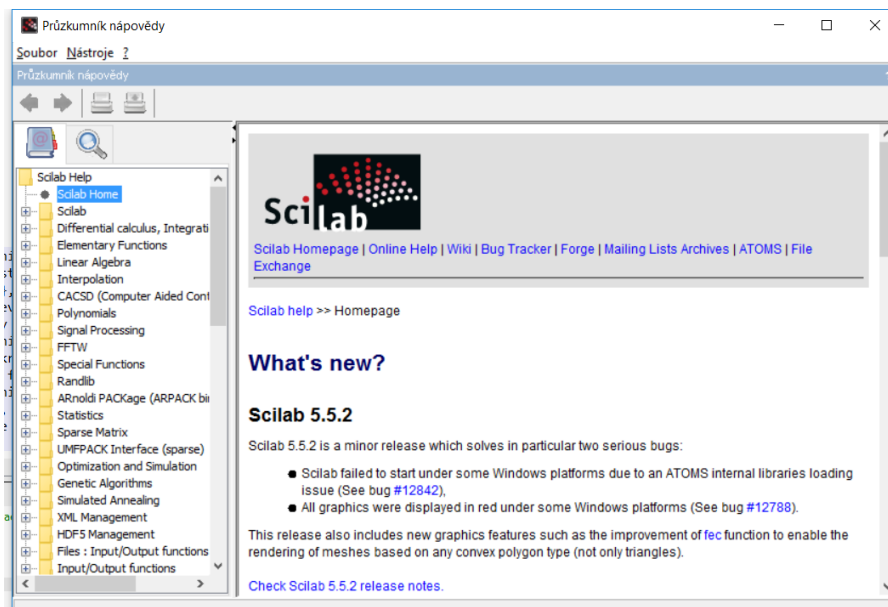 Průzkumník nápovědy
Soubor Nástroje ?
Průzkumník nápovědy
Scilab Help
Scilab Home
Scilab
Differential calculus, Integrati
Elementary Functions
Linear Algebra
Interpolation
CACSD (Computer Aided Cont
Polynomials
Signal Processing
FFTW
Special Functions
Randlib
ARnoldi PACKage (ARPACK bi
Statistics
Sparse Matrix
UMFPACK Interface (sparse)
Optimization and Simulation
Genetic Algorithms
Simulated Annealing
XML Management
HDF5 Management
Files : Input/Output functions
Input/Output functions
Scilab
Scilab Homepage | Online Help | Wiki | Bug Tracker | Forge | Mailing Lists Archives | ATOMS | File
Exchange
Scilab help >> Homepage
What's new?
Scilab 5.5.2
Scilab 5.5.2 is a minor release which solves in particular two serious bugs:
● Scilab failed to start under some Windows platforms due to an ATOMS internal libraries loading
issue (See bug #12842),
● All graphics were displayed in red under some Windows platforms (See bug #12788).
This release also includes new graphics features such as the improvement of fec function to enable the
rendering of meshes based on any convex polygon type (not only triangles).
Check Scilab 5.5.2 release notes.